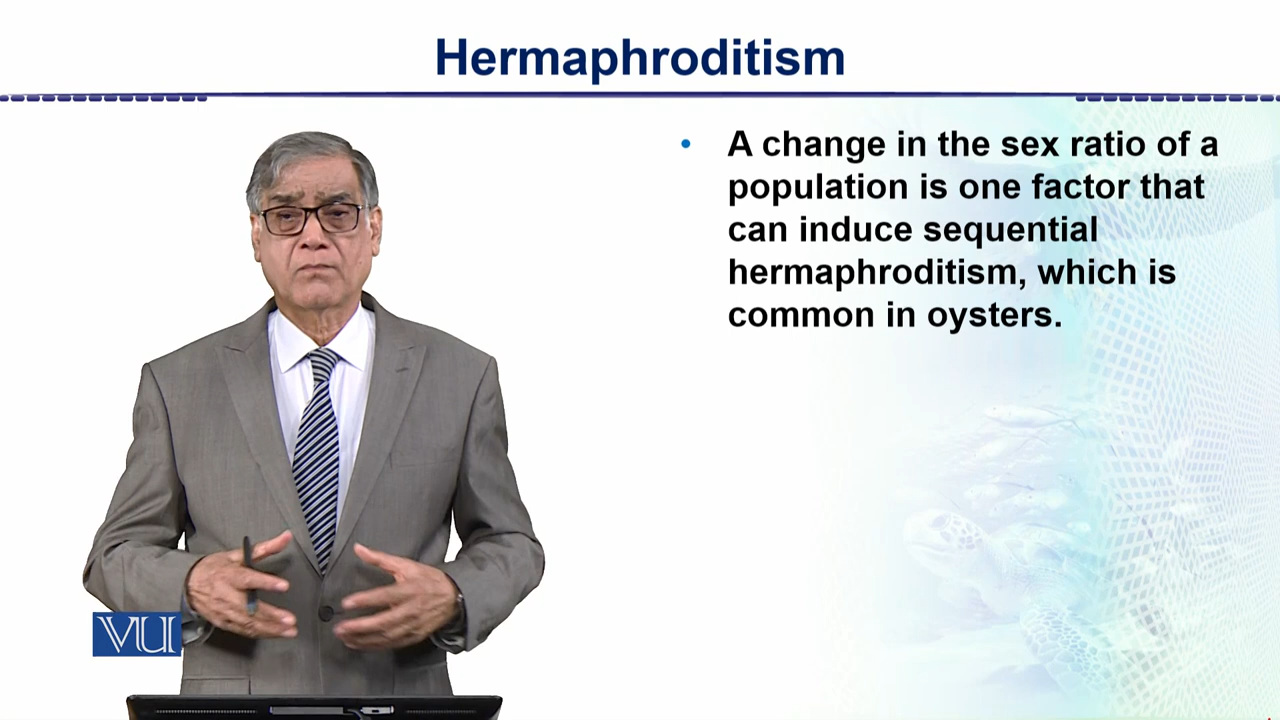 Hermaphroditism
• A change in the sex ratio of a
population is one factor that
can induce sequential
hermaphroditism, which is
common in oysters.
VU